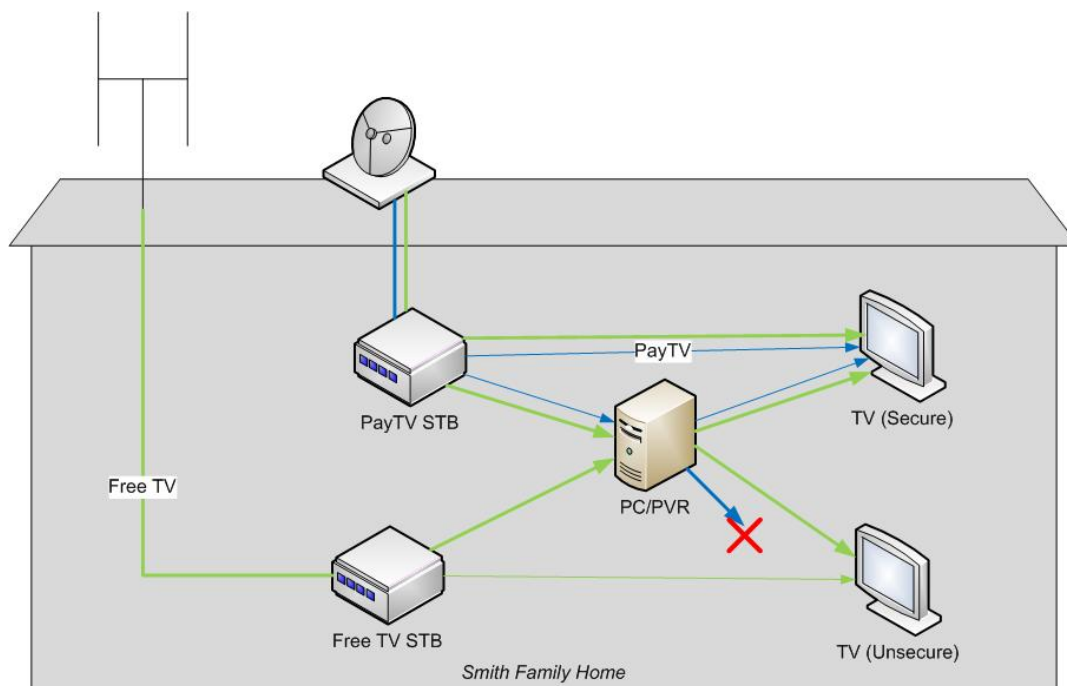 PayTV
PayTV STB
TV (Secure)
Free TV
PC/PVR
Free TV STB
TV (Unsecure)
Smith Family Home